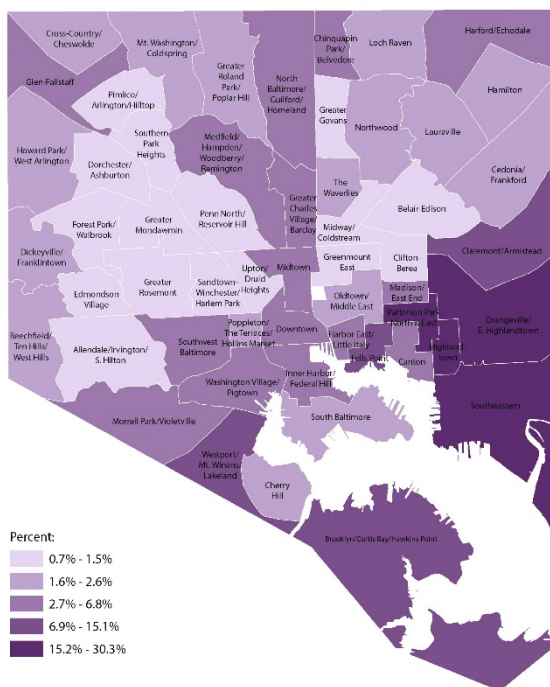 Cross-Country/
Cheswolde
Mt. Washington/
Coldspring
Greater
Roland
Park/
Poplar Hill
North
Baltimore/
Guilford/
Homeland
Chinquapin
Park/
Belvedere
Loch Raven
Harford/Echodale
Glen-Fallstaff
Pimlico/
Arlington/Hilltop
Southern
Park
Heights
Greater
Govans
Northwood
Hamilton
Lauraville
Howard Park/
West Arlington
Dorchester/
Ashburton
Medfield/
Hampden/
Woodberry/
Remington
The
Waverlies
Cedonia/
Frankford
Forest Park/
Walbrook
Greater
Mondawmin
Penn North/
Reservoir Hill
Greater
Charles
Village/
Barclay
Midway/
Coldstream
Belair Edison
Dickeyville/
Franklintown
Edmondson
Village
Greater
Rosemont
Sandtown-
Winchester/
Harlem Park
Upton/
Druid
Heights
Midtown
Greenmount
East
Clifton
Berea
Claremont/Armistead
Madison/
East End
Oldtown/
Middle East
Patterson Park
North & East
Orangeville/
E. Highlandtown
Beechfield/
Ten Hills/
West Hills
Allendale/Irvington/
S. Hilton
Southwest
Baltimore
Poppleton/
The Terraces/
Hollins Market
Downtown
Harbor East/
Little Italy
Highland-
town
Fells Point
Canton
Washington Village/
Pigtown
Inner Harbor/
Federal Hill
Southeastern
Morrell Park/Violetville
South Baltimore
Westport/
Mt. Winans/
Lakeland
Cherry
Hill
Brooklyn/Curtis Bay/Hawkins Point
Percent:
0.7% - 1.5%
1.6% - 2.6%
2.7% - 6.8%
6.9% - 15.1%
15.2% - 30.3%